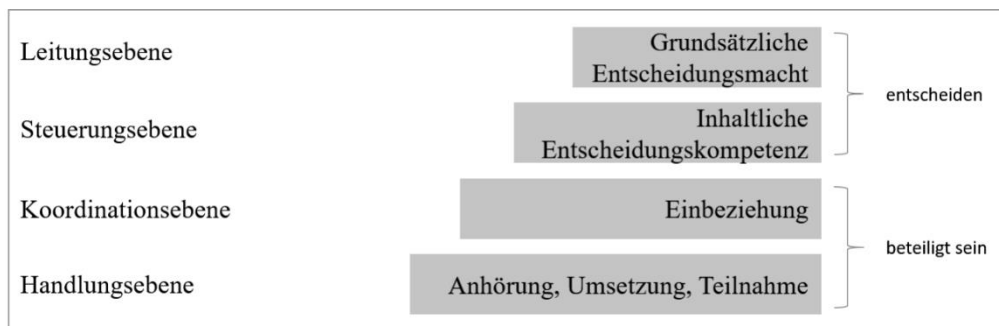 Leitungsebene
Grundsätzliche
Entscheidungsmacht
entscheiden
Steuerungsebene
Inhaltliche
Entscheidungskompetenz
Koordinationsebene
Einbeziehung
beteiligt sein
Handlungsebene
Anhörung, Umsetzung, Teilnahme